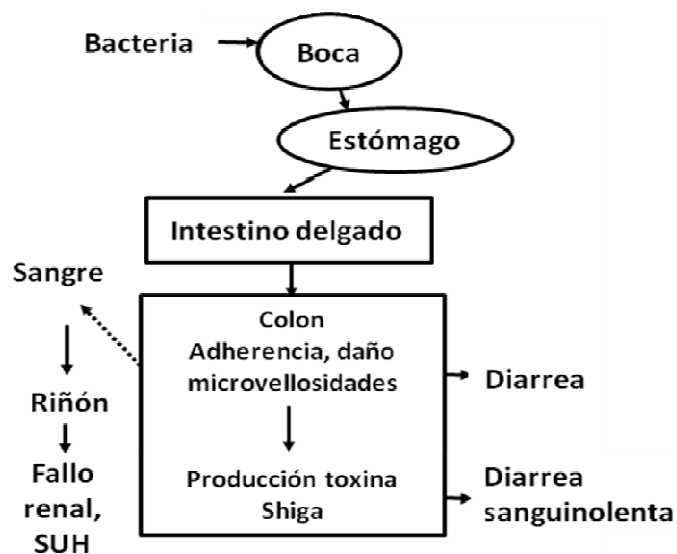 Bacteria
Boca
Estómago
Intestino delgado
Sangre
Colon
Adherencia, daño
microvellosidades
Diarrea
Riñón
Producción toxina
Shiga
Diarrea
sanguinolenta
Fallo
renal,
SUH